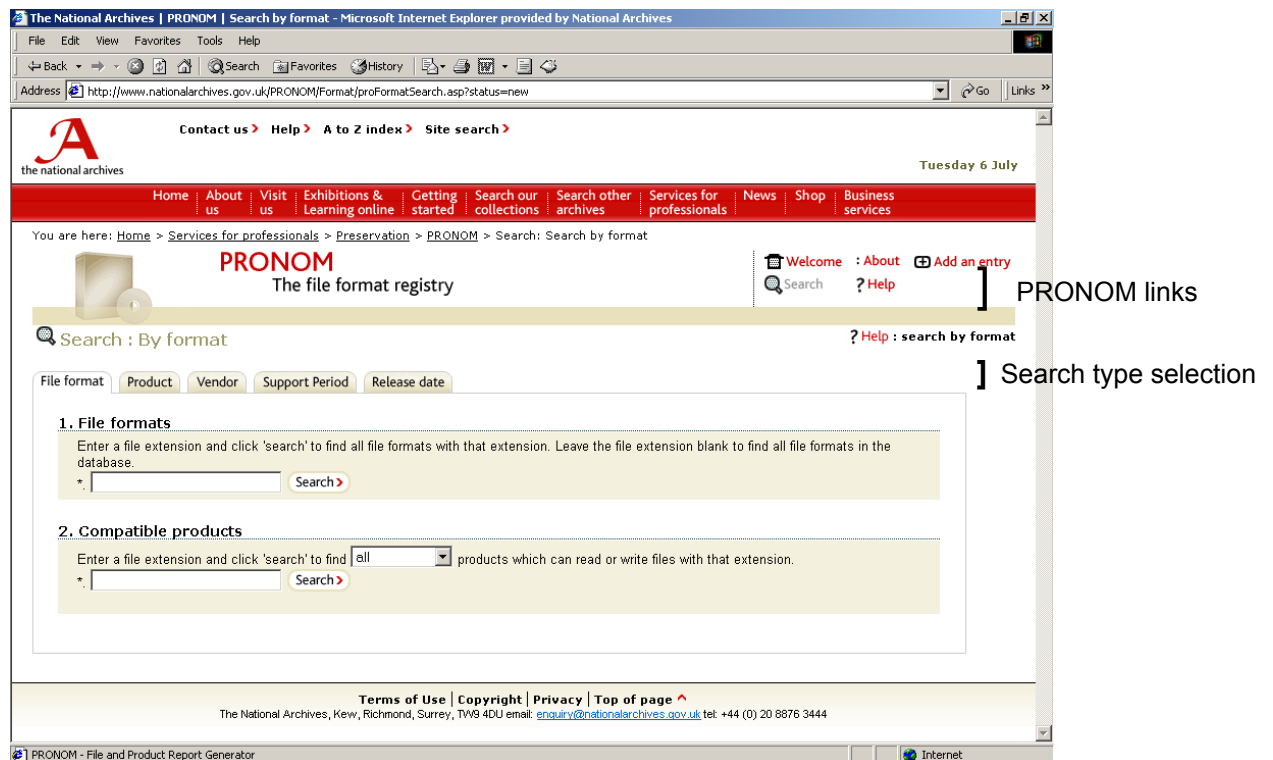 The National Archives | PRONOM | Search by format - Microsoft Internet Explorer provided by National Archives
File Edit View Favorites Tools Help
Back Search Favorites History
Address http://www.nationalarchives.gov.uk/PRONOM/Format/proFormatSearch.asp?status=new Go Links »
Contact us > Help > A to Z index > Site search >
A
the national archives
Tuesday 6 July
Home About us Visit us Exhibitions & Learning online Getting started Search our collections Search other archives Services for professionals News Shop Business services
You are here: Home > Services for professionals > Preservation > PRONOM > Search: Search by format
PRONOM
The file format registry
Welcome : About Add an entry
Search ? Help
] PRONOM links
Search : By format
? Help : search by format
] Search type selection
File format Product Vendor Support Period Release date
1. File formats
Enter a file extension and click 'search' to find all file formats with that extension. Leave the file extension blank to find all file formats in the
database.
*. Search >
2. Compatible products
Enter a file extension and click 'search' to find all products which can read or write files with that extension.
*. Search >
Terms of Use | Copyright | Privacy | Top of page ^
The National Archives, Kew, Richmond, Surrey, TW9 4DU email: enquiry@nationalarchives.gov.uk tel: +44 (0) 20 8876 3444
PRONOM - File and Product Report Generator Internet